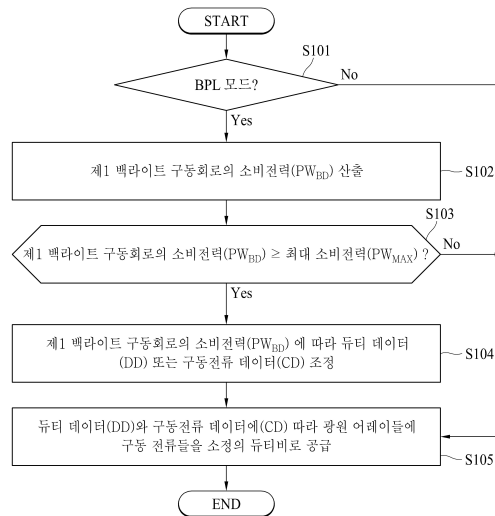 START
S101
BPL 모드?
No
Yes
제1 백라이트 구동회로의 소비전력(PW_BD) 산출
S102
S103
제1 백라이트 구동회로의 소비전력(PW_BD) ≥ 최대 소비전력(PW_MAX) ?
No
Yes
제1 백라이트 구동회로의 소비전력(PW_BD) 에 따라 듀티 데이터
(DD) 또는 구동전류 데이터(CD) 조정
S104
듀티 데이터(DD)와 구동전류 데이터에(CD) 따라 광원 어레이들에
구동 전류들을 소정의 듀티비로 공급
S105
END